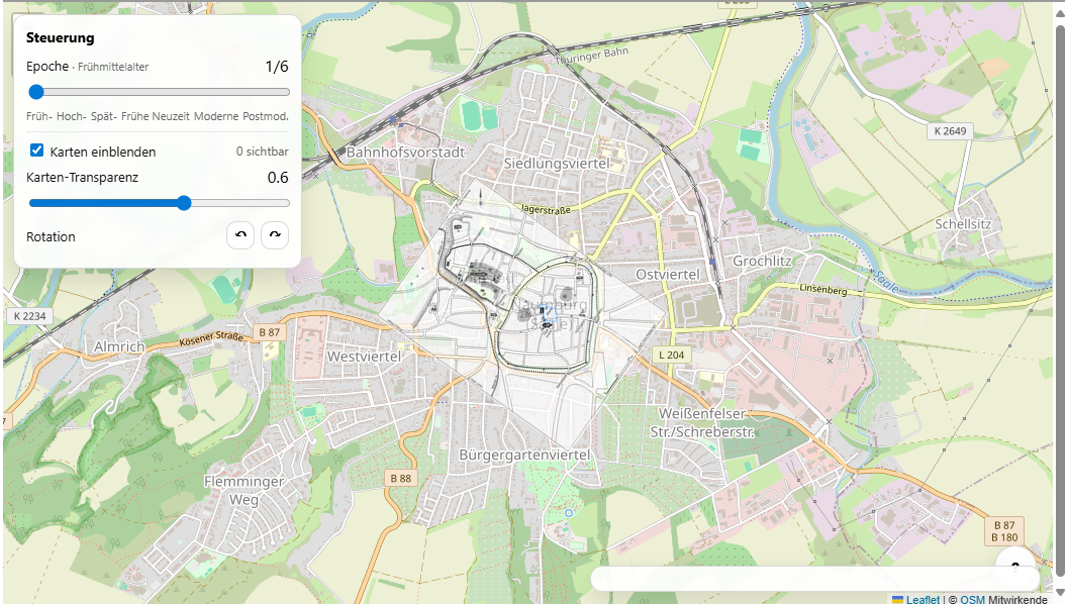 Steuerung
Epoche · Frühmittelalter 1/6
Früh- Hoch- Spät- Frühe Neuzeit Moderne Postmod.
Karten einblenden 0 sichtbar
Karten-Transparenz 0.6
Rotation
Thüringer Bahn
K 2649
Bahnhofsvorstadt
Siedlungsviertel
Jägerstraße
Schellsitz
Grochlitz
Ostviertel
Saale
Linsenberg
K 2234
Naumburg
(Saale)
B 87
Kösener Straße
Almrich
Westviertel
L 204
Weißenfelser
Str./Schreberstr.
Bürgergartenviertel
B 88
Flemminger
Weg
B 87
B 180
Leaflet | © OSM Mitwirkende